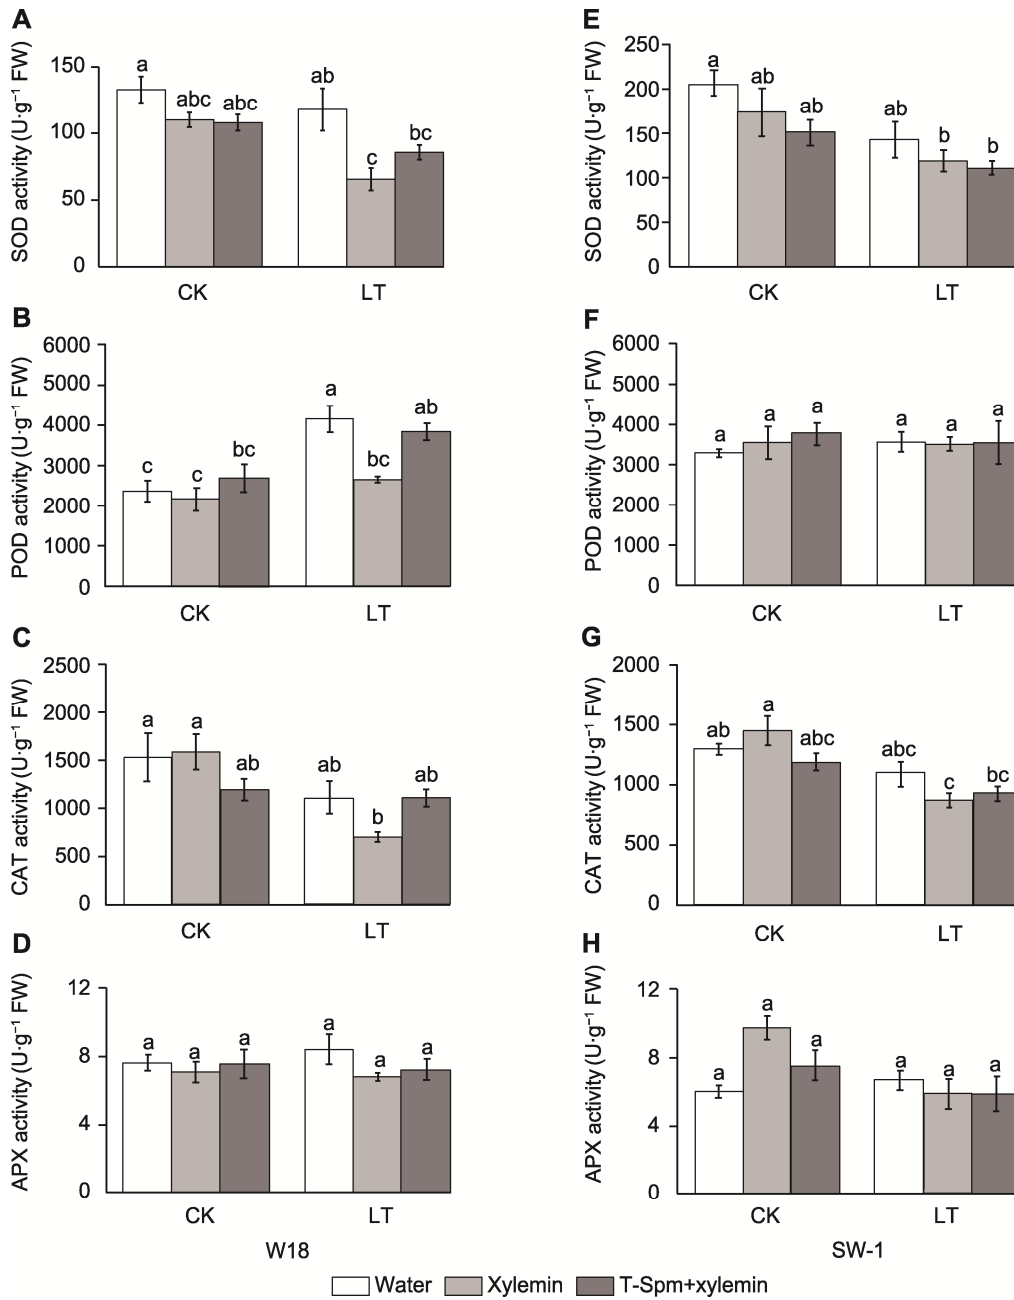 A
SOD activity (U·g⁻¹ FW)
150
100
50
0
a
abc
abc
ab
c
bc
CK
LT
E
SOD activity (U·g⁻¹ FW)
250
200
150
100
50
0
a
ab
ab
ab
b
b
CK
LT
B
POD activity (U·g⁻¹ FW)
6000
5000
4000
3000
2000
1000
0
c
c
bc
a
bc
ab
CK
LT
F
POD activity (U·g⁻¹ FW)
6000
5000
4000
3000
2000
1000
0
a
a
a
a
a
a
CK
LT
C
CAT activity (U·g⁻¹ FW)
2500
2000
1500
1000
500
0
a
a
ab
ab
b
ab
CK
LT
G
CAT activity (U·g⁻¹ FW)
2000
1500
1000
500
0
ab
a
abc
abc
c
bc
CK
LT
D
APX activity (U·g⁻¹ FW)
12
8
4
0
a
a
a
a
a
a
CK
LT
W18
H
APX activity (U·g⁻¹ FW)
12
8
4
0
a
a
a
a
a
a
CK
LT
SW-1
Water
Xylemin
T-Spm+xylemin